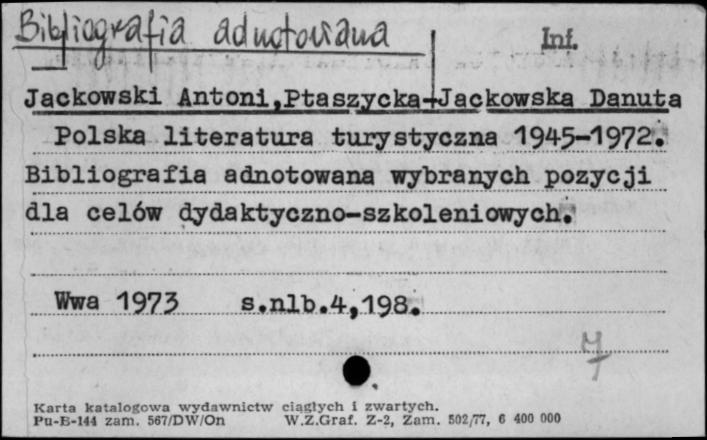 Bibliografia adnotowana
Inf.
Jackowski Antoni,Ptaszycka-Jackowska Danuta
Polska literatura turystyczna 1945-1972.
Bibliografia adnotowana wybranych pozycji
dla celów dydaktyczno-szkoleniowych.
Wwa 1973 s.nlb.4,198.
Karta katalogowa wydawnictw ciągłych i zwartych.
Pu-B-144 zam. 567/DW/On W.Z.Graf. Z-2, Zam. 502/77, 6 400 000